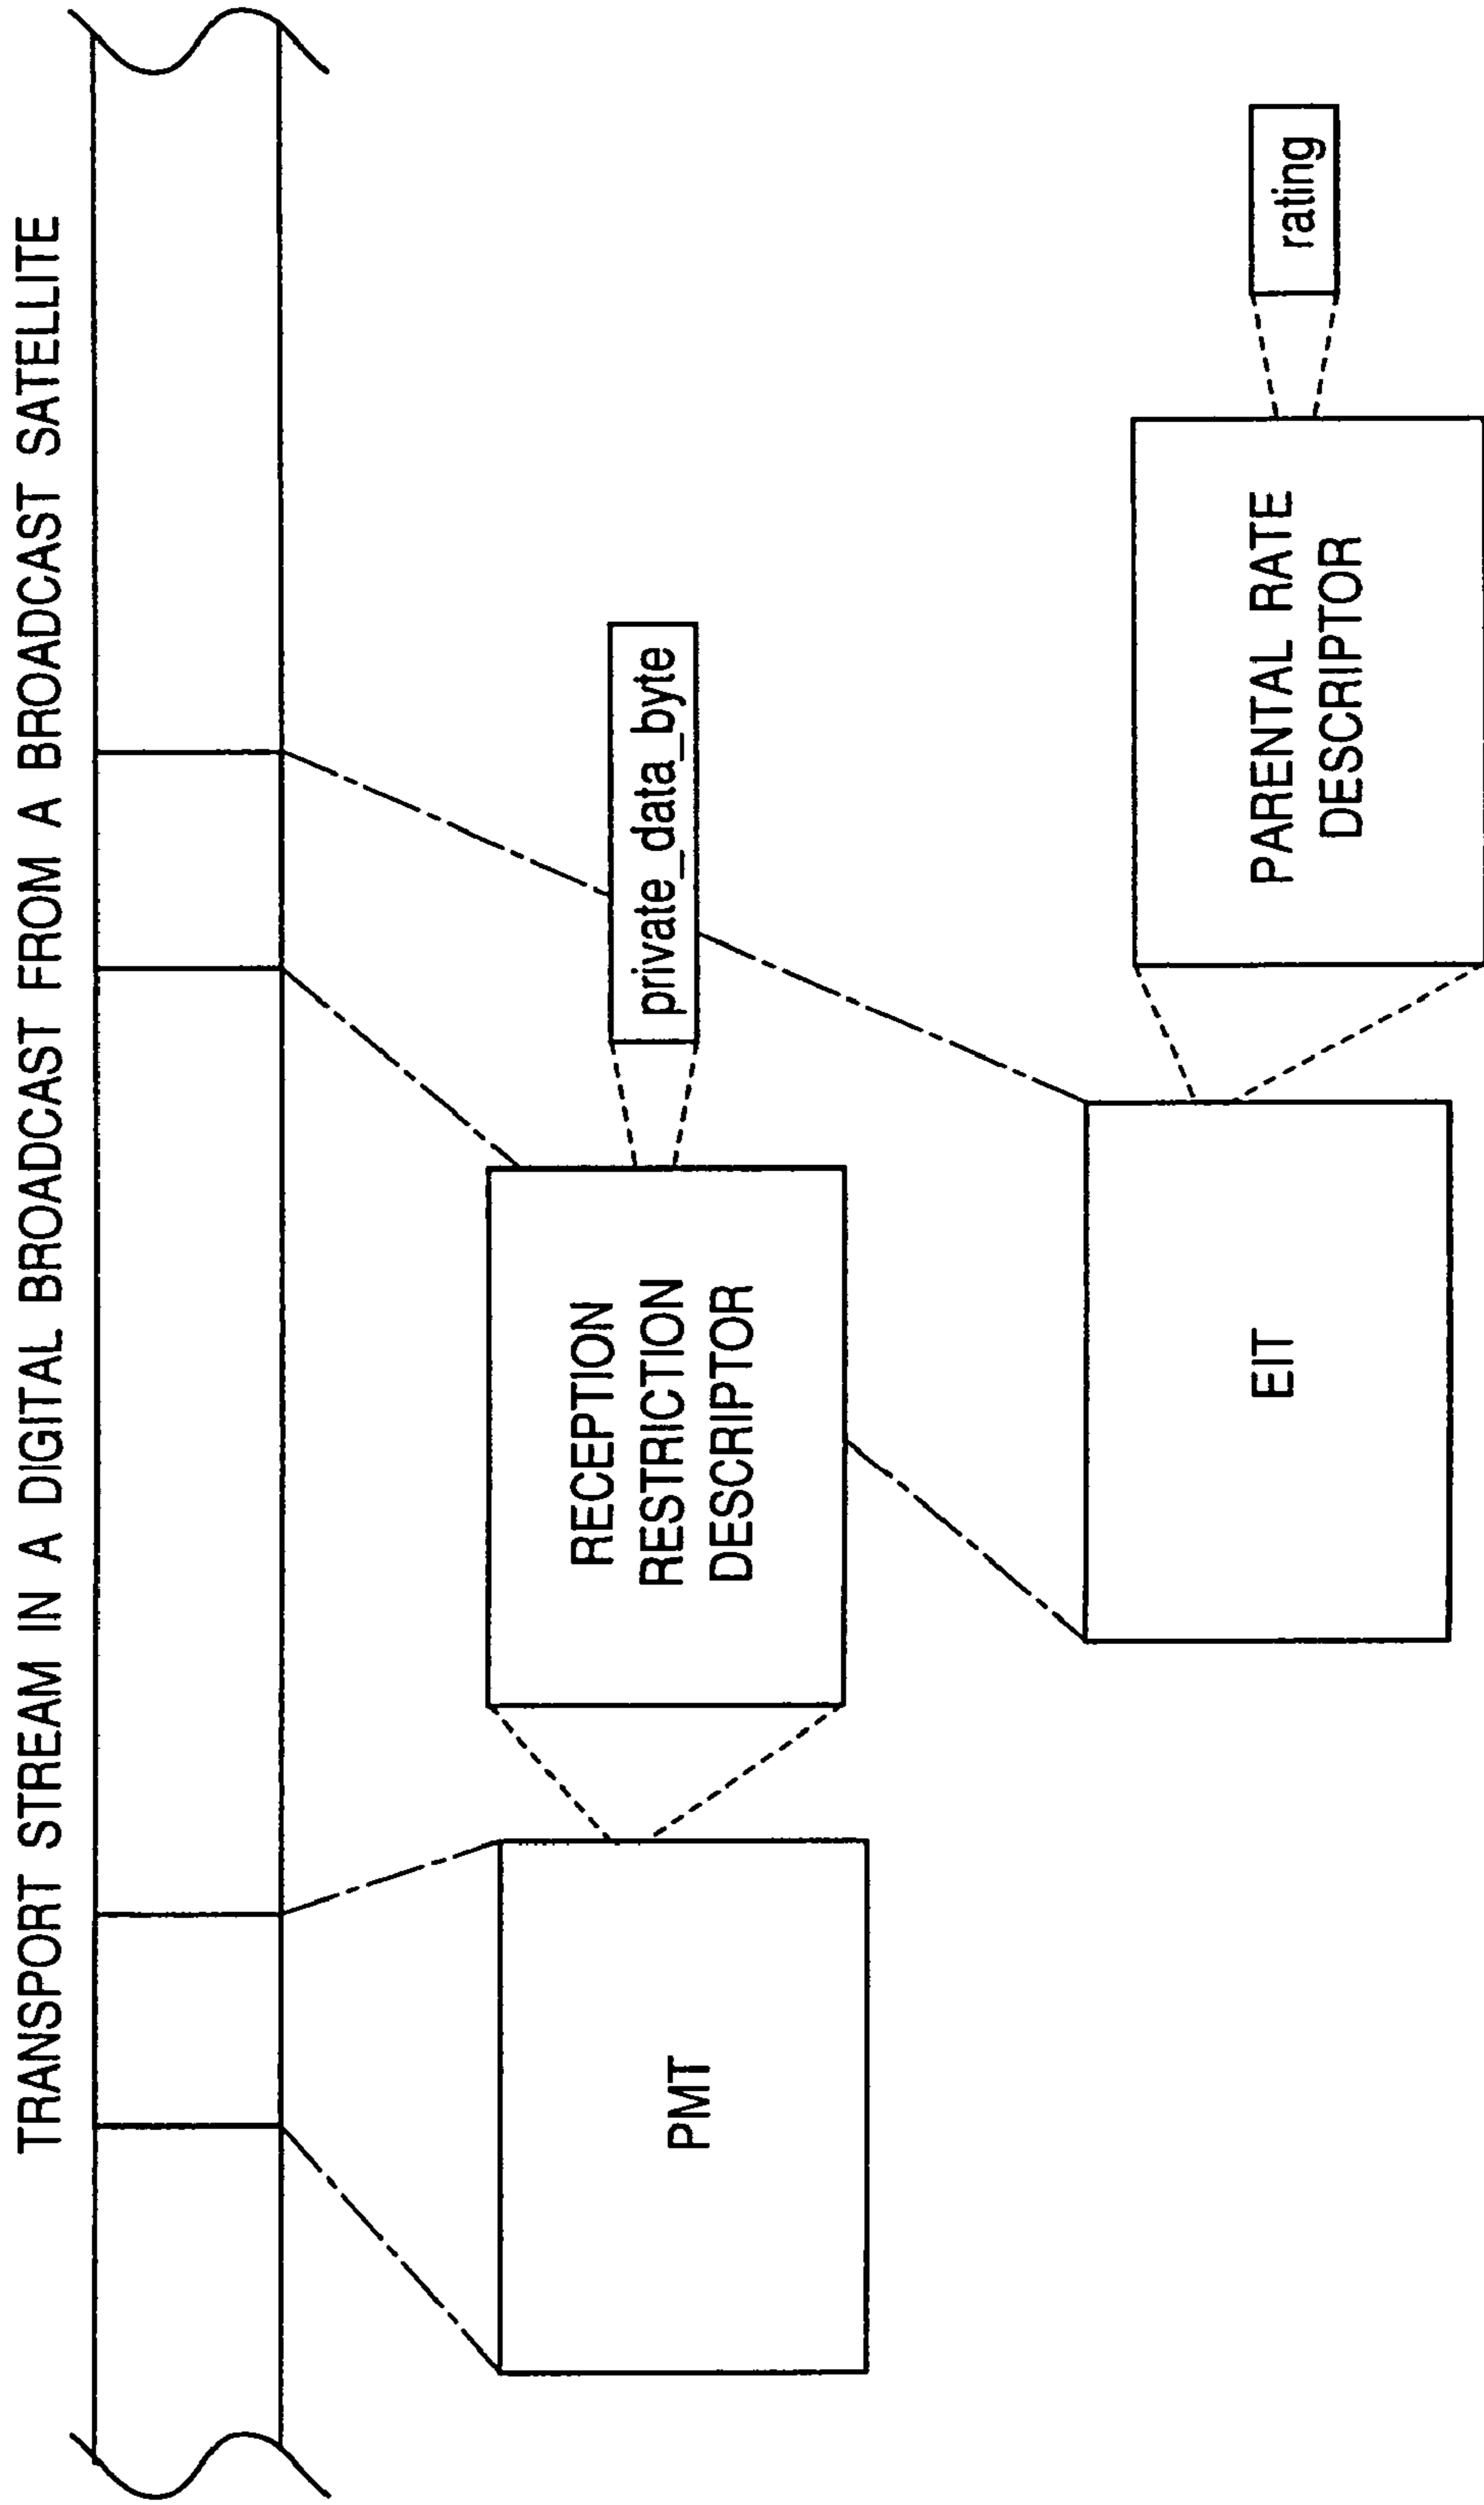 TRANSPORT STREAM IN A DIGITAL BROADCAST FROM A BROADCAST SATELLITE
PMT
RECEPTION
RESTRICTION
DESCRIPTOR
private_data_byte
EIT
PARENTAL RATE
DESCRIPTOR
rating